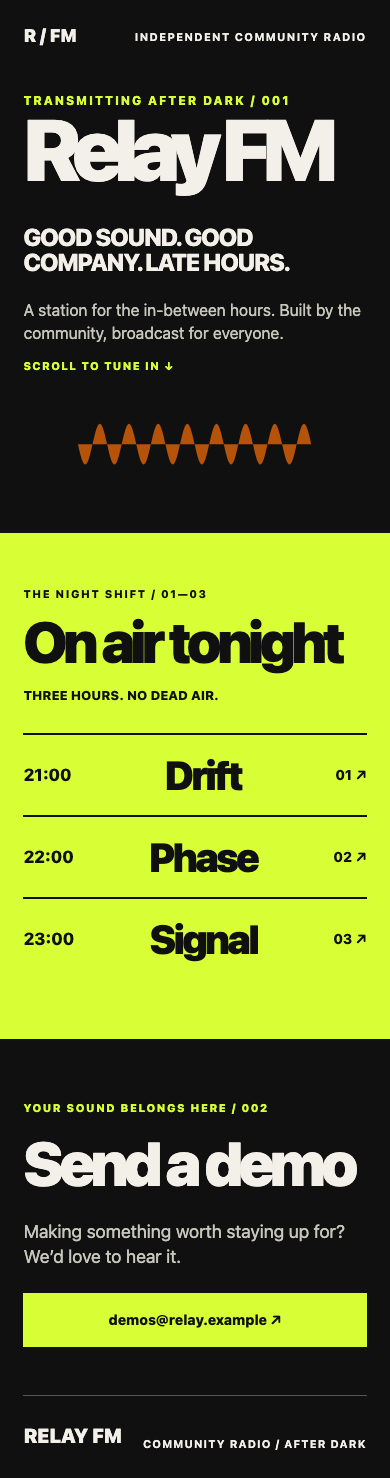 R / FM
INDEPENDENT COMMUNITY RADIO
TRANSMITTING AFTER DARK / 001
Relay FM
GOOD SOUND. GOOD
COMPANY. LATE HOURS.
A station for the in-between hours. Built by the
community, broadcast for everyone.
SCROLL TO TUNE IN ↓
THE NIGHT SHIFT / 01—03
On air tonight
THREE HOURS. NO DEAD AIR.
21:00 Drift 01 ↗
22:00 Phase 02 ↗
23:00 Signal 03 ↗
YOUR SOUND BELONGS HERE / 002
Send a demo
Making something worth staying up for?
We’d love to hear it.
demos@relay.example ↗
RELAY FM
COMMUNITY RADIO / AFTER DARK